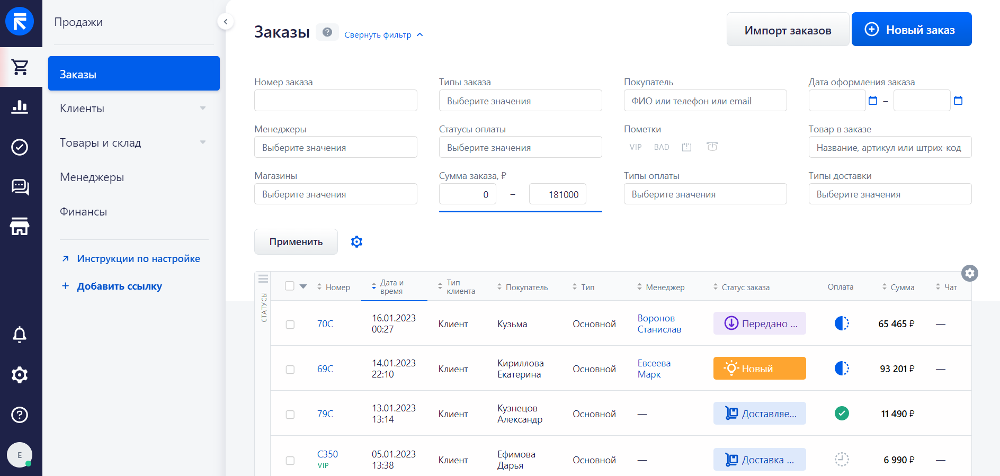 Продажи
Заказы
Клиенты
Товары и склад
Менеджеры
Финансы
Инструкции по настройке
Добавить ссылку
E
Заказы
?
Свернуть фильтр
Импорт заказов
Новый заказ
Номер заказа
Типы заказа
Выберите значения
Покупатель
ФИО или телефон или email
Дата оформления заказа
–
Менеджеры
Выберите значения
Статусы оплаты
Выберите значения
Пометки
VIP BAD
Товар в заказе
Название, артикул или штрих-код
Магазины
Выберите значения
Сумма заказа, ₽
0 – 181000
Типы оплаты
Выберите значения
Типы доставки
Выберите значения
Применить
СТАТУСЫ
Номер
Дата и
время
Тип
клиента
Покупатель
Тип
Менеджер
Статус заказа
Оплата
Сумма
Чат
70C
16.01.2023
00:27
Клиент
Кузьма
Основной
Воронов
Станислав
Передано ...
65 465 ₽
—
69C
14.01.2023
22:10
Клиент
Кириллова
Екатерина
Основной
Евсеева
Марк
Новый
93 201 ₽
—
79C
13.01.2023
13:14
Клиент
Кузнецов
Александр
Основной
—
Доставляе...
11 490 ₽
C350
VIP
05.01.2023
13:38
Клиент
Ефимова
Дарья
Основной
—
Доставка ...
6 990 ₽
—